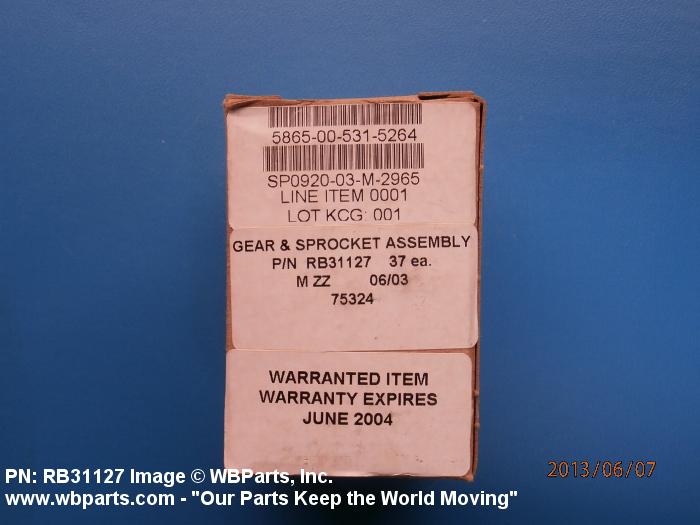 5865-00-531-5264
SP0920-03-M-2965
LINE ITEM 0001
LOT KCG: 001
GEAR & SPROCKET ASSEMBLY
P/N RB31127 37 ea.
M ZZ 06/03
75324
WARRANTED ITEM
WARRANTY EXPIRES
JUNE 2004
2013/06/07
PN: RB31127 Image © WBParts, Inc.
www.wbparts.com - "Our Parts Keep the World Moving"